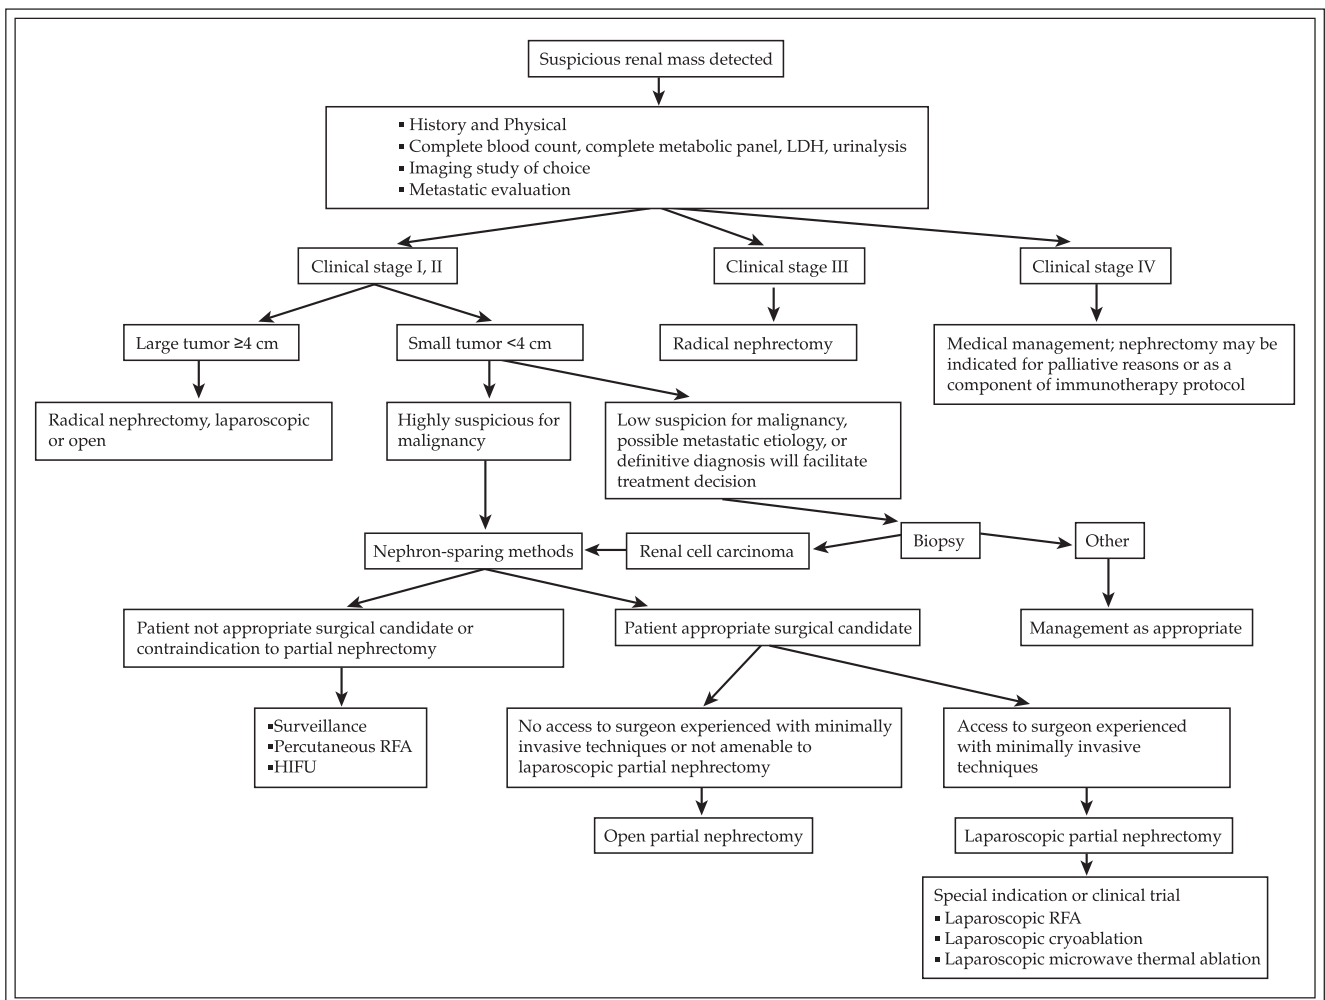 Suspicious renal mass detected
▪ History and Physical
▪ Complete blood count, complete metabolic panel, LDH, urinalysis
▪ Imaging study of choice
▪ Metastatic evaluation
Clinical stage I, II
Clinical stage III
Clinical stage IV
Large tumor ≥4 cm
Small tumor <4 cm
Radical nephrectomy
Medical management; nephrectomy may be
indicated for palliative reasons or as a
component of immunotherapy protocol
Radical nephrectomy, laparoscopic
or open
Highly suspicious for
malignancy
Low suspicion for malignancy,
possible metastatic etiology, or
definitive diagnosis will facilitate
treatment decision
Nephron-sparing methods
Renal cell carcinoma
Biopsy
Other
Patient not appropriate surgical candidate or
contraindication to partial nephrectomy
Patient appropriate surgical candidate
Management as appropriate
▪Surveillance
▪Percutaneous RFA
▪HIFU
No access to surgeon experienced with minimally
invasive techniques or not amenable to
laparoscopic partial nephrectomy
Access to surgeon experienced
with minimally invasive
techniques
Open partial nephrectomy
Laparoscopic partial nephrectomy
Special indication or clinical trial
▪ Laparoscopic RFA
▪ Laparoscopic cryoablation
▪ Laparoscopic microwave thermal ablation